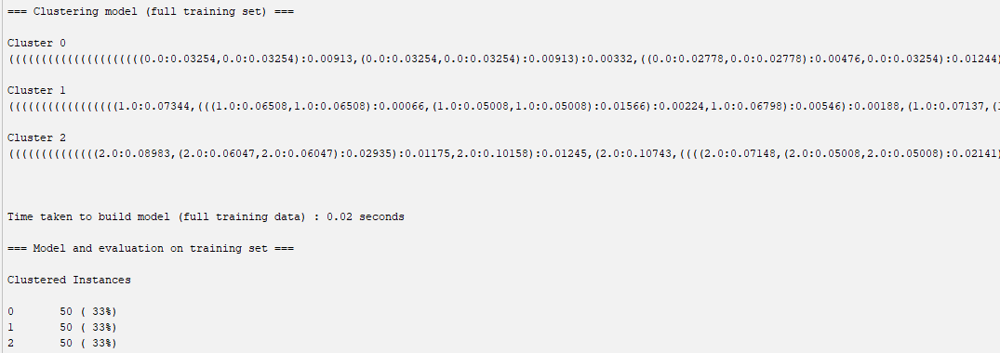 === Clustering model (full training set) ===
Cluster 0
((((((((((((((((((((((0.0:0.03254,0.0:0.03254):0.00913,(0.0:0.03254,0.0:0.03254):0.00913):0.00332,((0.0:0.02778,0.0:0.02778):0.00476,0.0:0.03254):0.01244)
Cluster 1
((((((((((((((((((1.0:0.07344,(((1.0:0.06508,1.0:0.06508):0.00066,(1.0:0.05008,1.0:0.05008):0.01566):0.00224,1.0:0.06798):0.00546):0.00188,(1.0:0.07137,(
Cluster 2
(((((((((((((((2.0:0.08983,(2.0:0.06047,2.0:0.06047):0.02935):0.01175,2.0:0.10158):0.01245,(2.0:0.10743,((((2.0:0.07148,(2.0:0.05008,2.0:0.05008):0.02141)
Time taken to build model (full training data) : 0.02 seconds
=== Model and evaluation on training set ===
Clustered Instances
0       50 ( 33%)
1       50 ( 33%)
2       50 ( 33%)